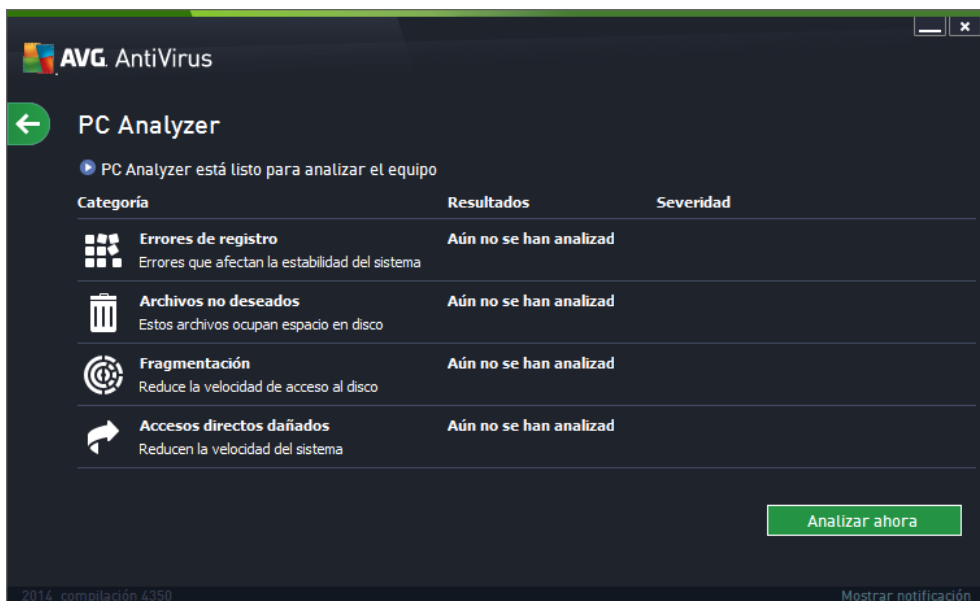 AVG. AntiVirus
PC Analyzer
PC Analyzer está listo para analizar el equipo
Categoría Resultados Severidad
Errores de registro Aún no se han analizad
Errores que afectan la estabilidad del sistema
Archivos no deseados Aún no se han analizad
Estos archivos ocupan espacio en disco
Fragmentación Aún no se han analizad
Reduce la velocidad de acceso al disco
Accesos directos dañados Aún no se han analizad
Reducen la velocidad del sistema
Analizar ahora
2014 compilación 4350 Mostrar notificación